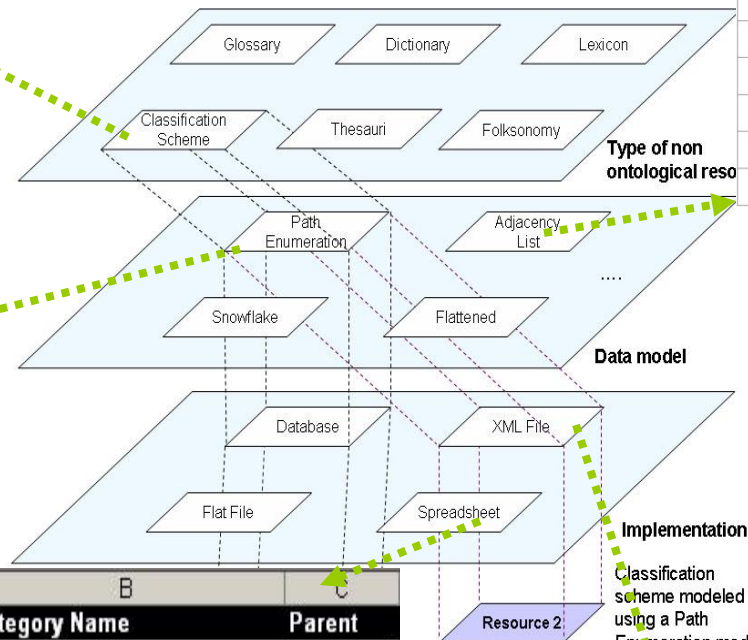 Glossary
Dictionary
Lexicon
Classification
Scheme
Thesauri
Folksonomy
Type of non
ontological reso
Path
Enumeration
Adjacency
List
....
Snowflake
Flattened
Data model
Database
XML File
Flat File
Spreadsheet
Implementation
B
C
tegory Name
Parent
Resource 2
Classification
scheme modeled
using a Path